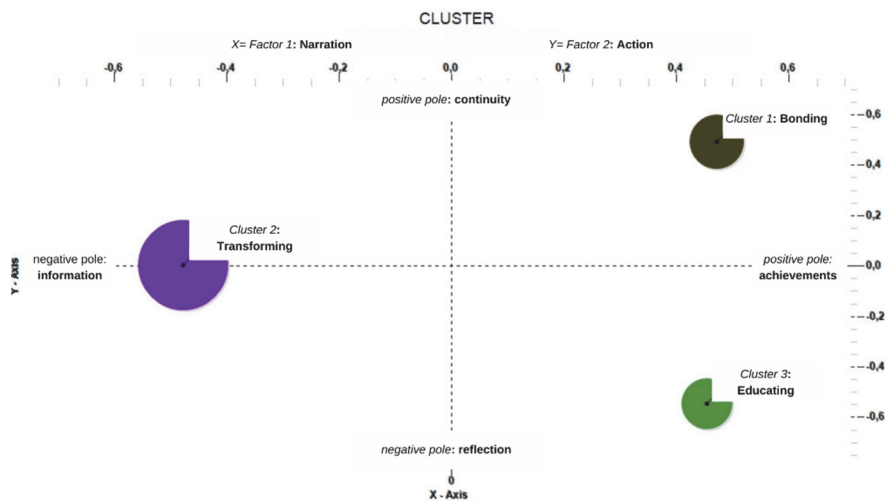 CLUSTER
X= Factor 1: Narration Y= Factor 2: Action
-0,6 -0,4 -0,2 0,0 0,2 0,4 0,6
positive pole: continuity
Cluster 1: Bonding
0,6
0,4
0,2
0,0
-0,2
-0,4
-0,6
Cluster 2:
Transforming
Y - Axis
negative pole:
information
positive pole:
achievements
Cluster 3:
Educating
negative pole: reflection
0
X - Axis